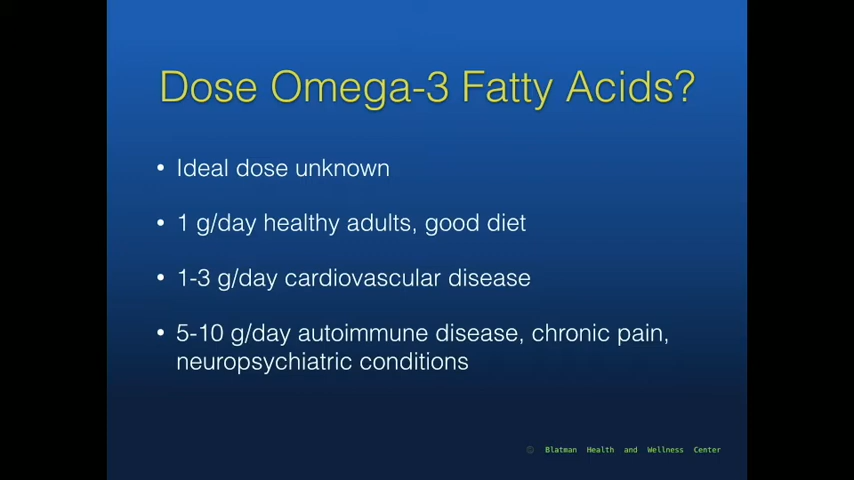 Dose Omega-3 Fatty Acids?
• Ideal dose unknown
• 1 g/day healthy adults, good diet
• 1-3 g/day cardiovascular disease
• 5-10 g/day autoimmune disease, chronic pain,
neuropsychiatric conditions
Blatman Health and Wellness Center